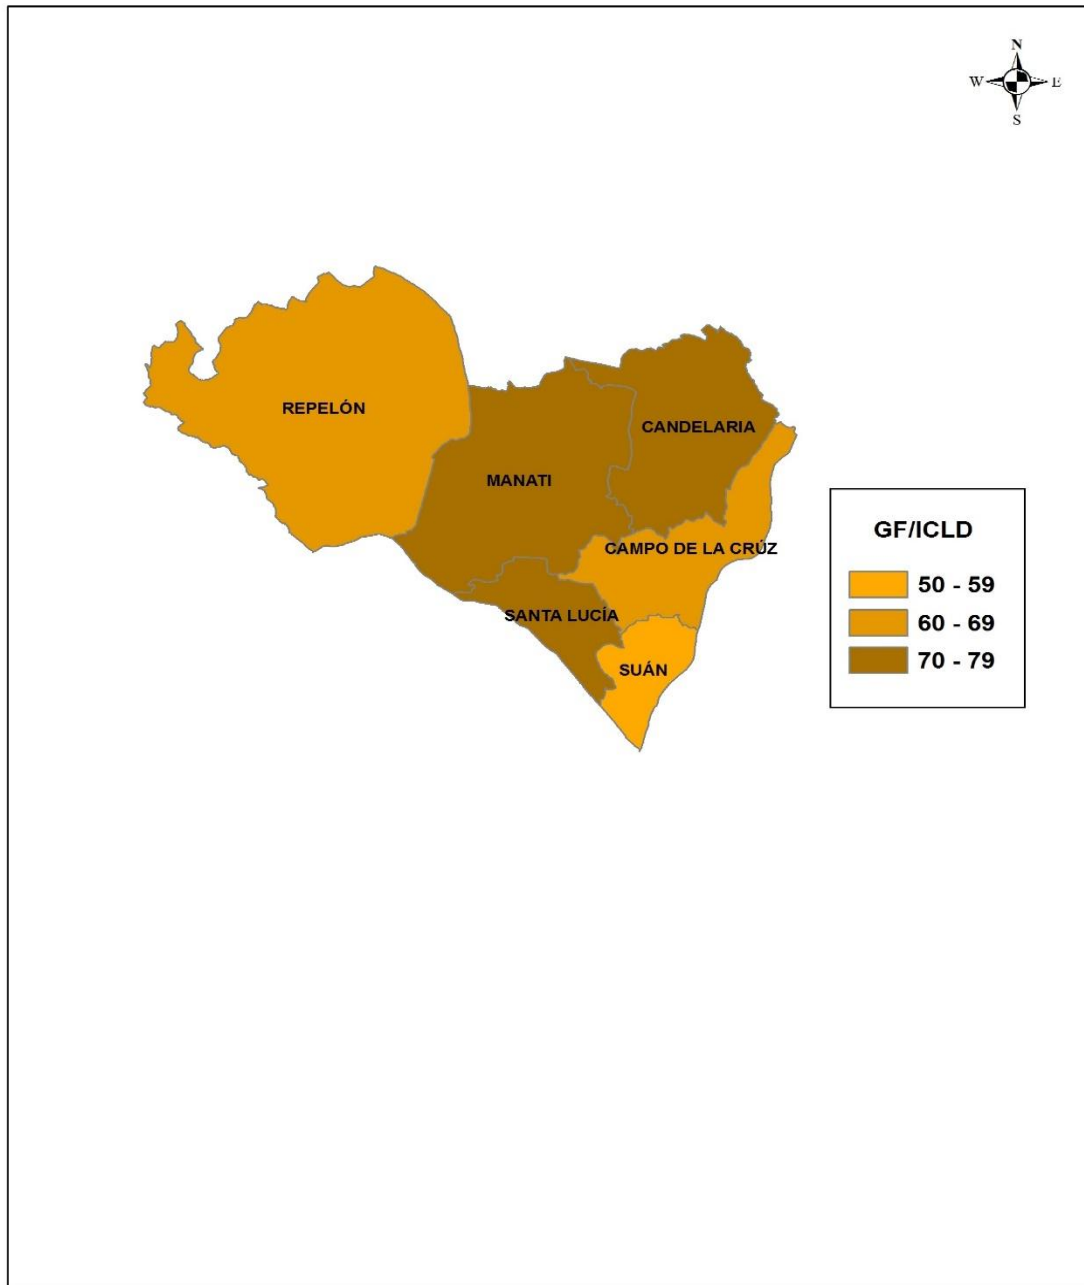 N
W E
S
REPELÓN
CANDELARIA
MANATI
CAMPO DE LA CRÚZ
SANTA LUCÍA
SUÁN
GF/ICLD
50 - 59
60 - 69
70 - 79